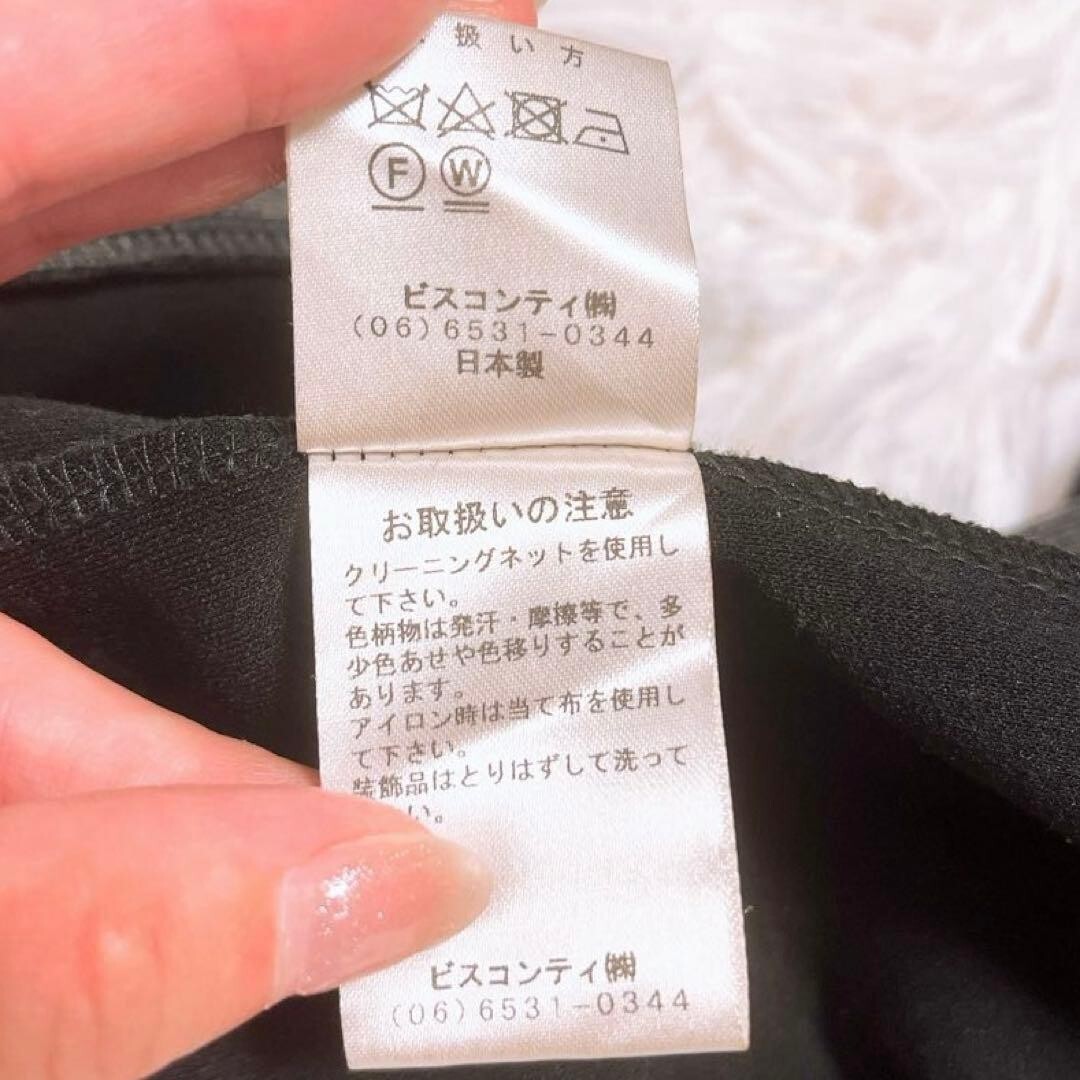 扱い方
F W
ビスコンティ㈱
(06)6531-0344
日本製
お取扱いの注意
クリーニングネットを使用し
て下さい。
色柄物は発汗・摩擦等で、多
少色あせや色移りすることが
あります。
アイロン時は当て布を使用し
て下さい。
装飾品はとりはずして洗って
い。
ビスコンティ㈱
(06)6531-0344